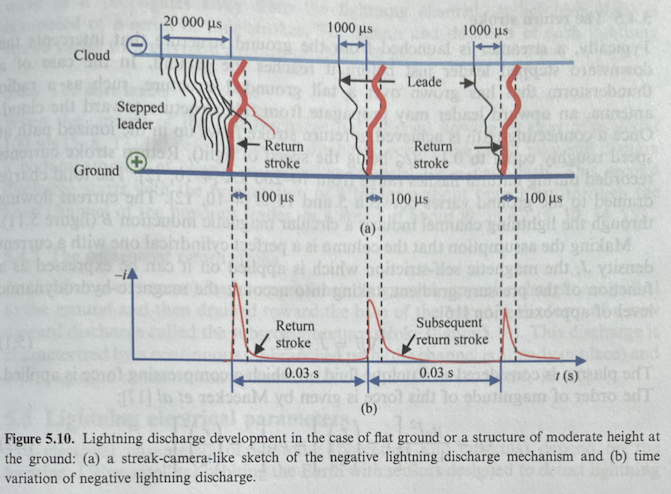 20 000 µs
1000 µs
1000 µs
Cloud
−
Leade
Stepped
leader
Return
stroke
Return
stroke
Return
stroke
+
Ground
100 µs
100 µs
100 µs
(a)
–i
Return
stroke
Subsequent
return stroke
0.03 s
0.03 s
t (s)
(b)
Figure 5.10. Lightning discharge development in the case of flat ground or a structure of moderate height at
the ground: (a) a streak-camera-like sketch of the negative lightning discharge mechanism and (b) time
variation of negative lightning discharge.